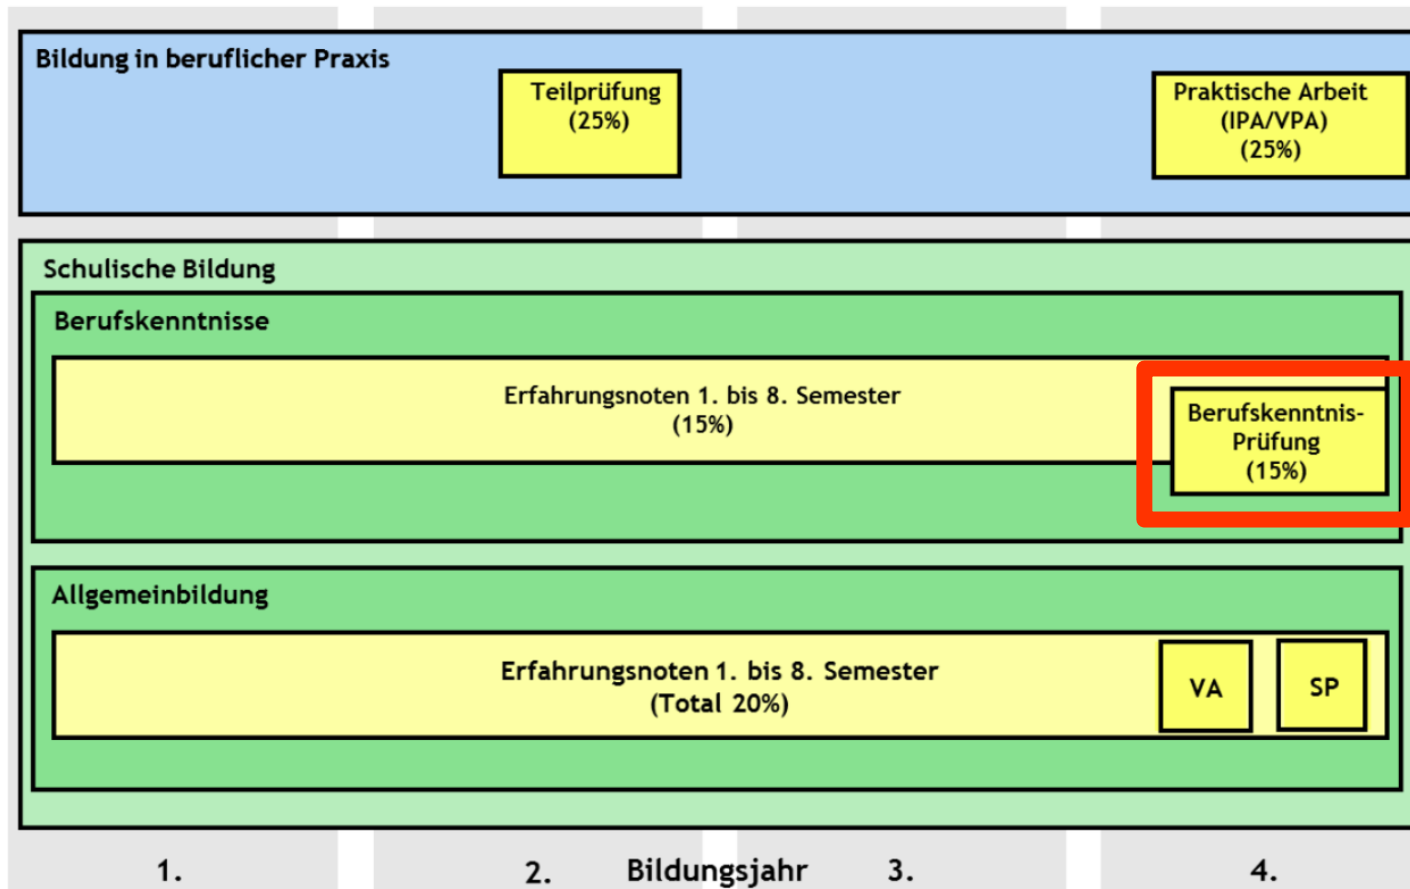 Bildung in beruflicher Praxis
Teilprüfung
(25%)
Praktische Arbeit
(IPA/VPA)
(25%)
Schulische Bildung
Berufskenntnisse
Erfahrungsnoten 1. bis 8. Semester
(15%)
Berufskenntnis-
Prüfung
(15%)
Allgemeinbildung
Erfahrungsnoten 1. bis 8. Semester
(Total 20%)
VA
SP
1. 2. Bildungsjahr 3. 4.